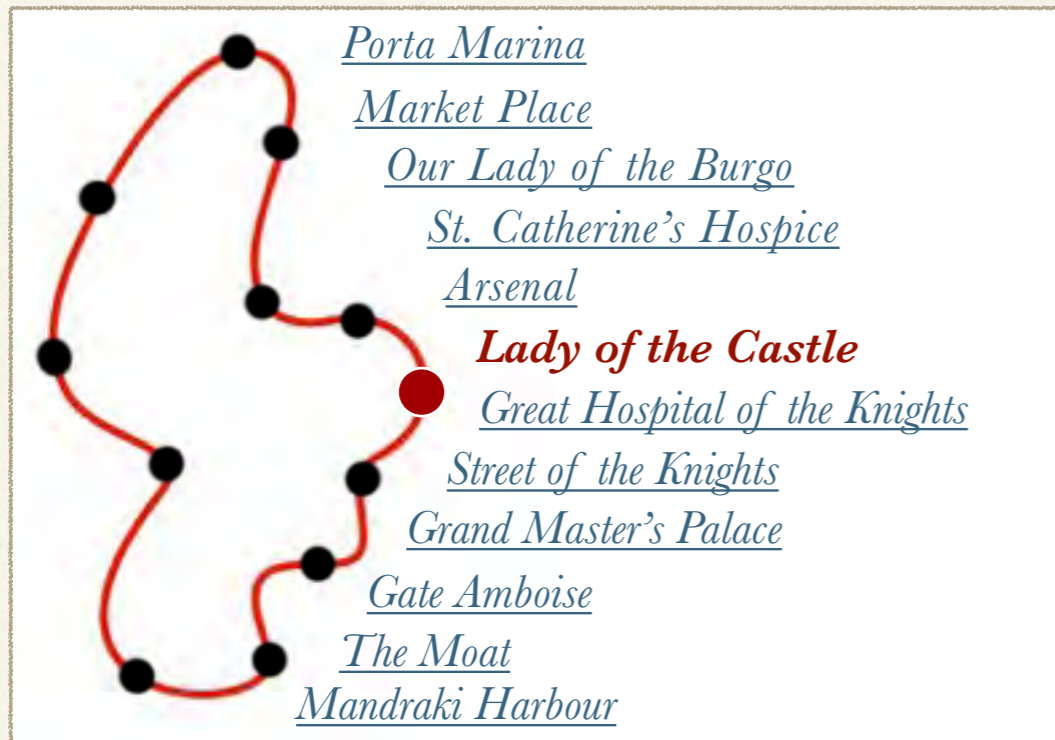 Porta Marina
Market Place
Our Lady of the Burgo
St. Catherine’s Hospice
Arsenal
Lady of the Castle
Great Hospital of the Knights
Street of the Knights
Grand Master’s Palace
Gate Amboise
The Moat
Mandraki Harbour